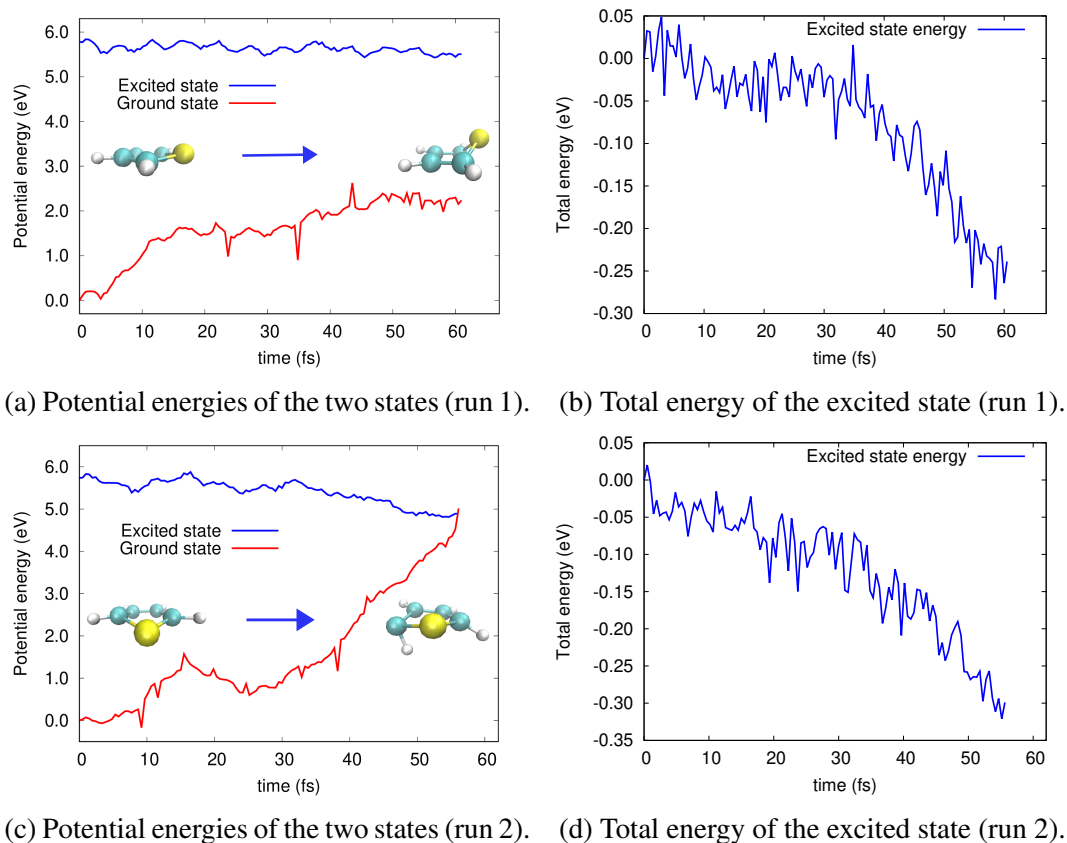 Potential energy (eV)
6.0
5.0
4.0
3.0
2.0
1.0
0.0
Excited state
Ground state
0 10 20 30 40 50 60
time (fs)
Total energy (eV)
0.05
0.00
-0.05
-0.10
-0.15
-0.20
-0.25
-0.30
Excited state energy
0 10 20 30 40 50 60
time (fs)
(a) Potential energies of the two states (run 1).
(b) Total energy of the excited state (run 1).
Potential energy (eV)
6.0
5.0
4.0
3.0
2.0
1.0
0.0
Excited state
Ground state
0 10 20 30 40 50 60
time (fs)
Total energy (eV)
0.05
0.00
-0.05
-0.10
-0.15
-0.20
-0.25
-0.30
-0.35
Excited state energy
0 10 20 30 40 50 60
time (fs)
(c) Potential energies of the two states (run 2).
(d) Total energy of the excited state (run 2).